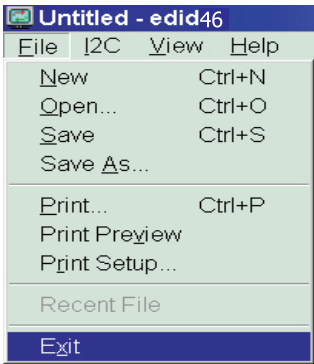 Untitled - edid46
File I2C View Help
New Ctrl+N
Open... Ctrl+O
Save Ctrl+S
Save As...
Print... Ctrl+P
Print Preview
Print Setup...
Recent File
Exit